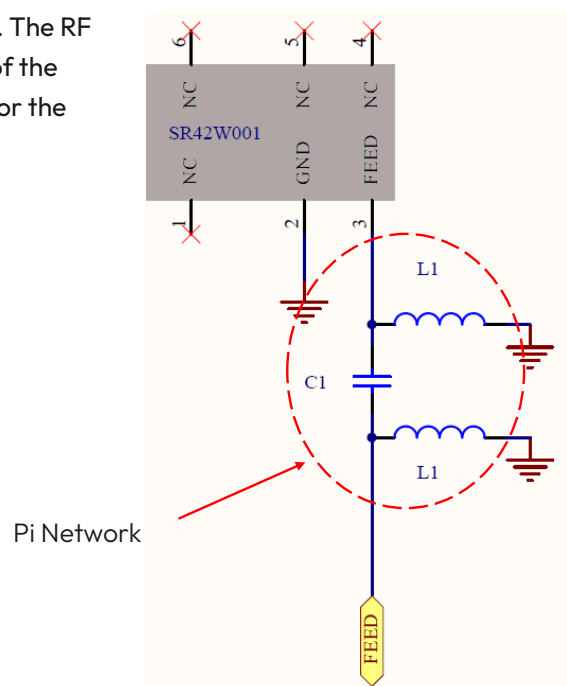 . The RF
of the
or the
6
5
4
NC
NC
NC
SR42W001
NC
GND
FEED
1
2
3
L1
C1
L1
Pi Network
FEED